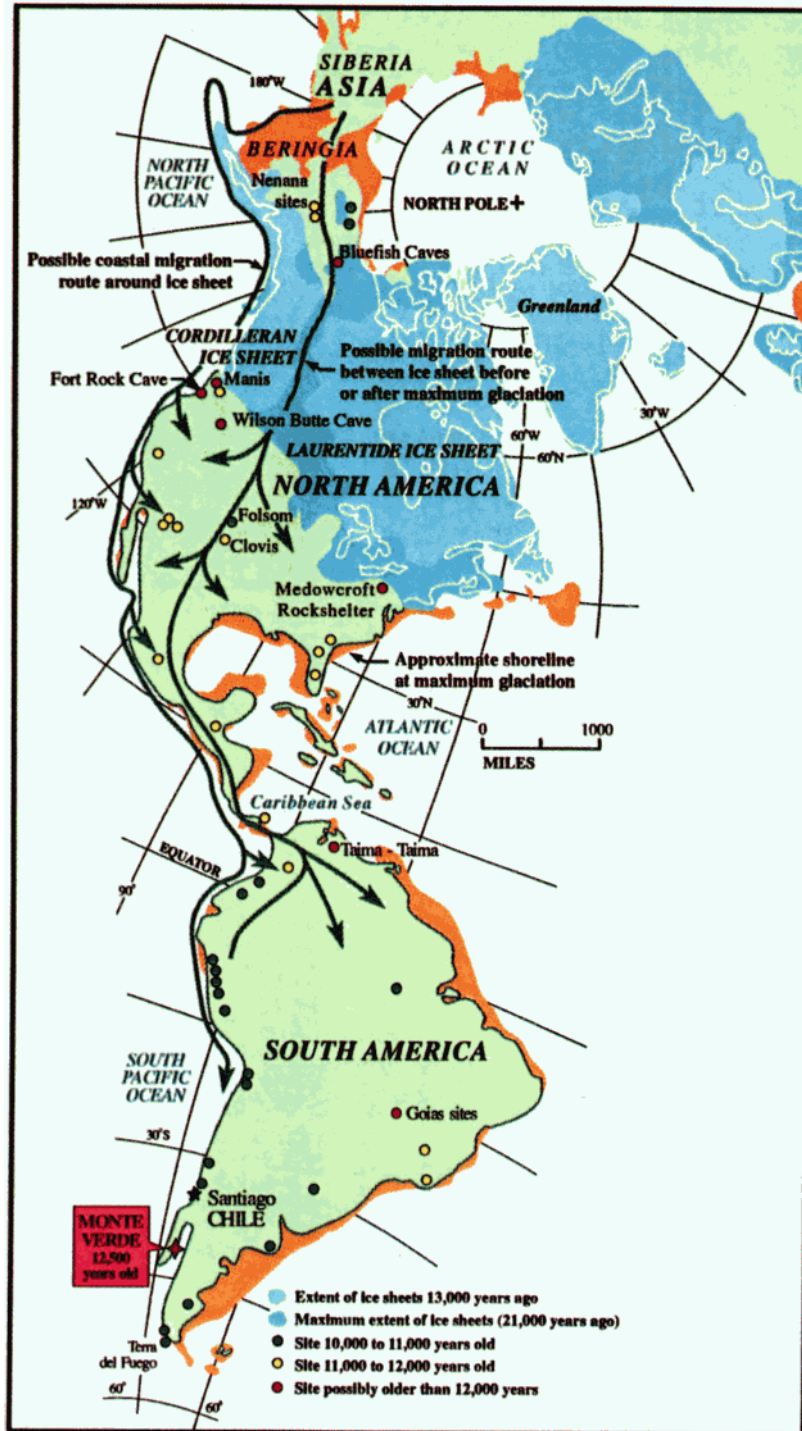 SIBERIA
ASIA
180°W
BERINGIA
ARCTIC
OCEAN
NORTH
PACIFIC
OCEAN
Nenana
sites
NORTH POLE +
Bluefish Caves
Possible coastal migration
route around ice sheet
Greenland
CORDILLERAN
ICE SHEET
Possible migration route
between ice sheet before
or after maximum glaciation
Fort Rock Cave
Manis
30°W
Wilson Butte Cave
60°W
LAURENTIDE ICE SHEET
60°N
NORTH AMERICA
120°W
Folsom
Clovis
Medowcroft
Rockshelter
Approximate shoreline
at maximum glaciation
30°N
ATLANTIC
OCEAN
0 1000
MILES
Caribbean Sea
EQUATOR
Taima - Taima
90°
SOUTH AMERICA
SOUTH
PACIFIC
OCEAN
Goias sites
30°S
Santiago
CHILE
MONTE
VERDE
12,500
years old
Extent of ice sheets 13,000 years ago
Maximum extent of ice sheets (21,000 years ago)
Site 10,000 to 11,000 years old
Terra
del Fuego
Site 11,000 to 12,000 years old
Site possibly older than 12,000 years
60°
60°